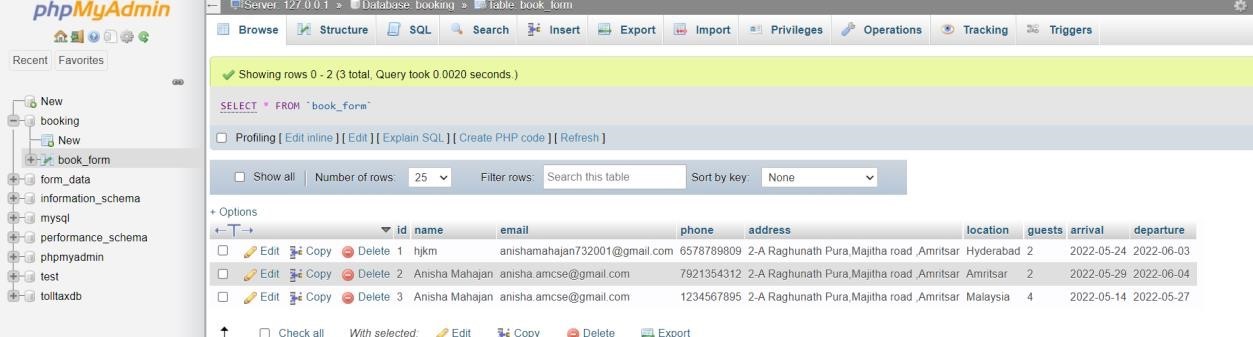 phpMyAdmin
Recent Favorites
New
booking
New
book_form
form_data
information_schema
mysql
performance_schema
phpmyadmin
test
tolltaxdb
Server: 127.0.0.1 » Database: booking » Table: book_form
Browse Structure SQL Search Insert Export Import Privileges Operations Tracking Triggers
Showing rows 0 - 2 (3 total, Query took 0.0020 seconds.)
SELECT * FROM `book_form`
Profiling [ Edit inline ] [ Edit ] [ Explain SQL ] [ Create PHP code ] [ Refresh ]
Show all Number of rows: 25 Filter rows: Search this table Sort by key: None
+ Options
←T→ id name email phone address location guests arrival departure
Edit Copy Delete 1 hjkm anishamahajan732001@gmail.com 6578789809 2-A Raghunath Pura,Majitha road ,Amritsar Hyderabad 2 2022-05-24 2022-06-03
Edit Copy Delete 2 Anisha Mahajan anisha.amcse@gmail.com 7921354312 2-A Raghunath Pura,Majitha road ,Amritsar Amritsar 2 2022-05-29 2022-06-04
Edit Copy Delete 3 Anisha Mahajan anisha.amcse@gmail.com 1234567895 2-A Raghunath Pura,Majitha road ,Amritsar Malaysia 4 2022-05-14 2022-05-27
Check all With selected: Edit Copy Delete Export